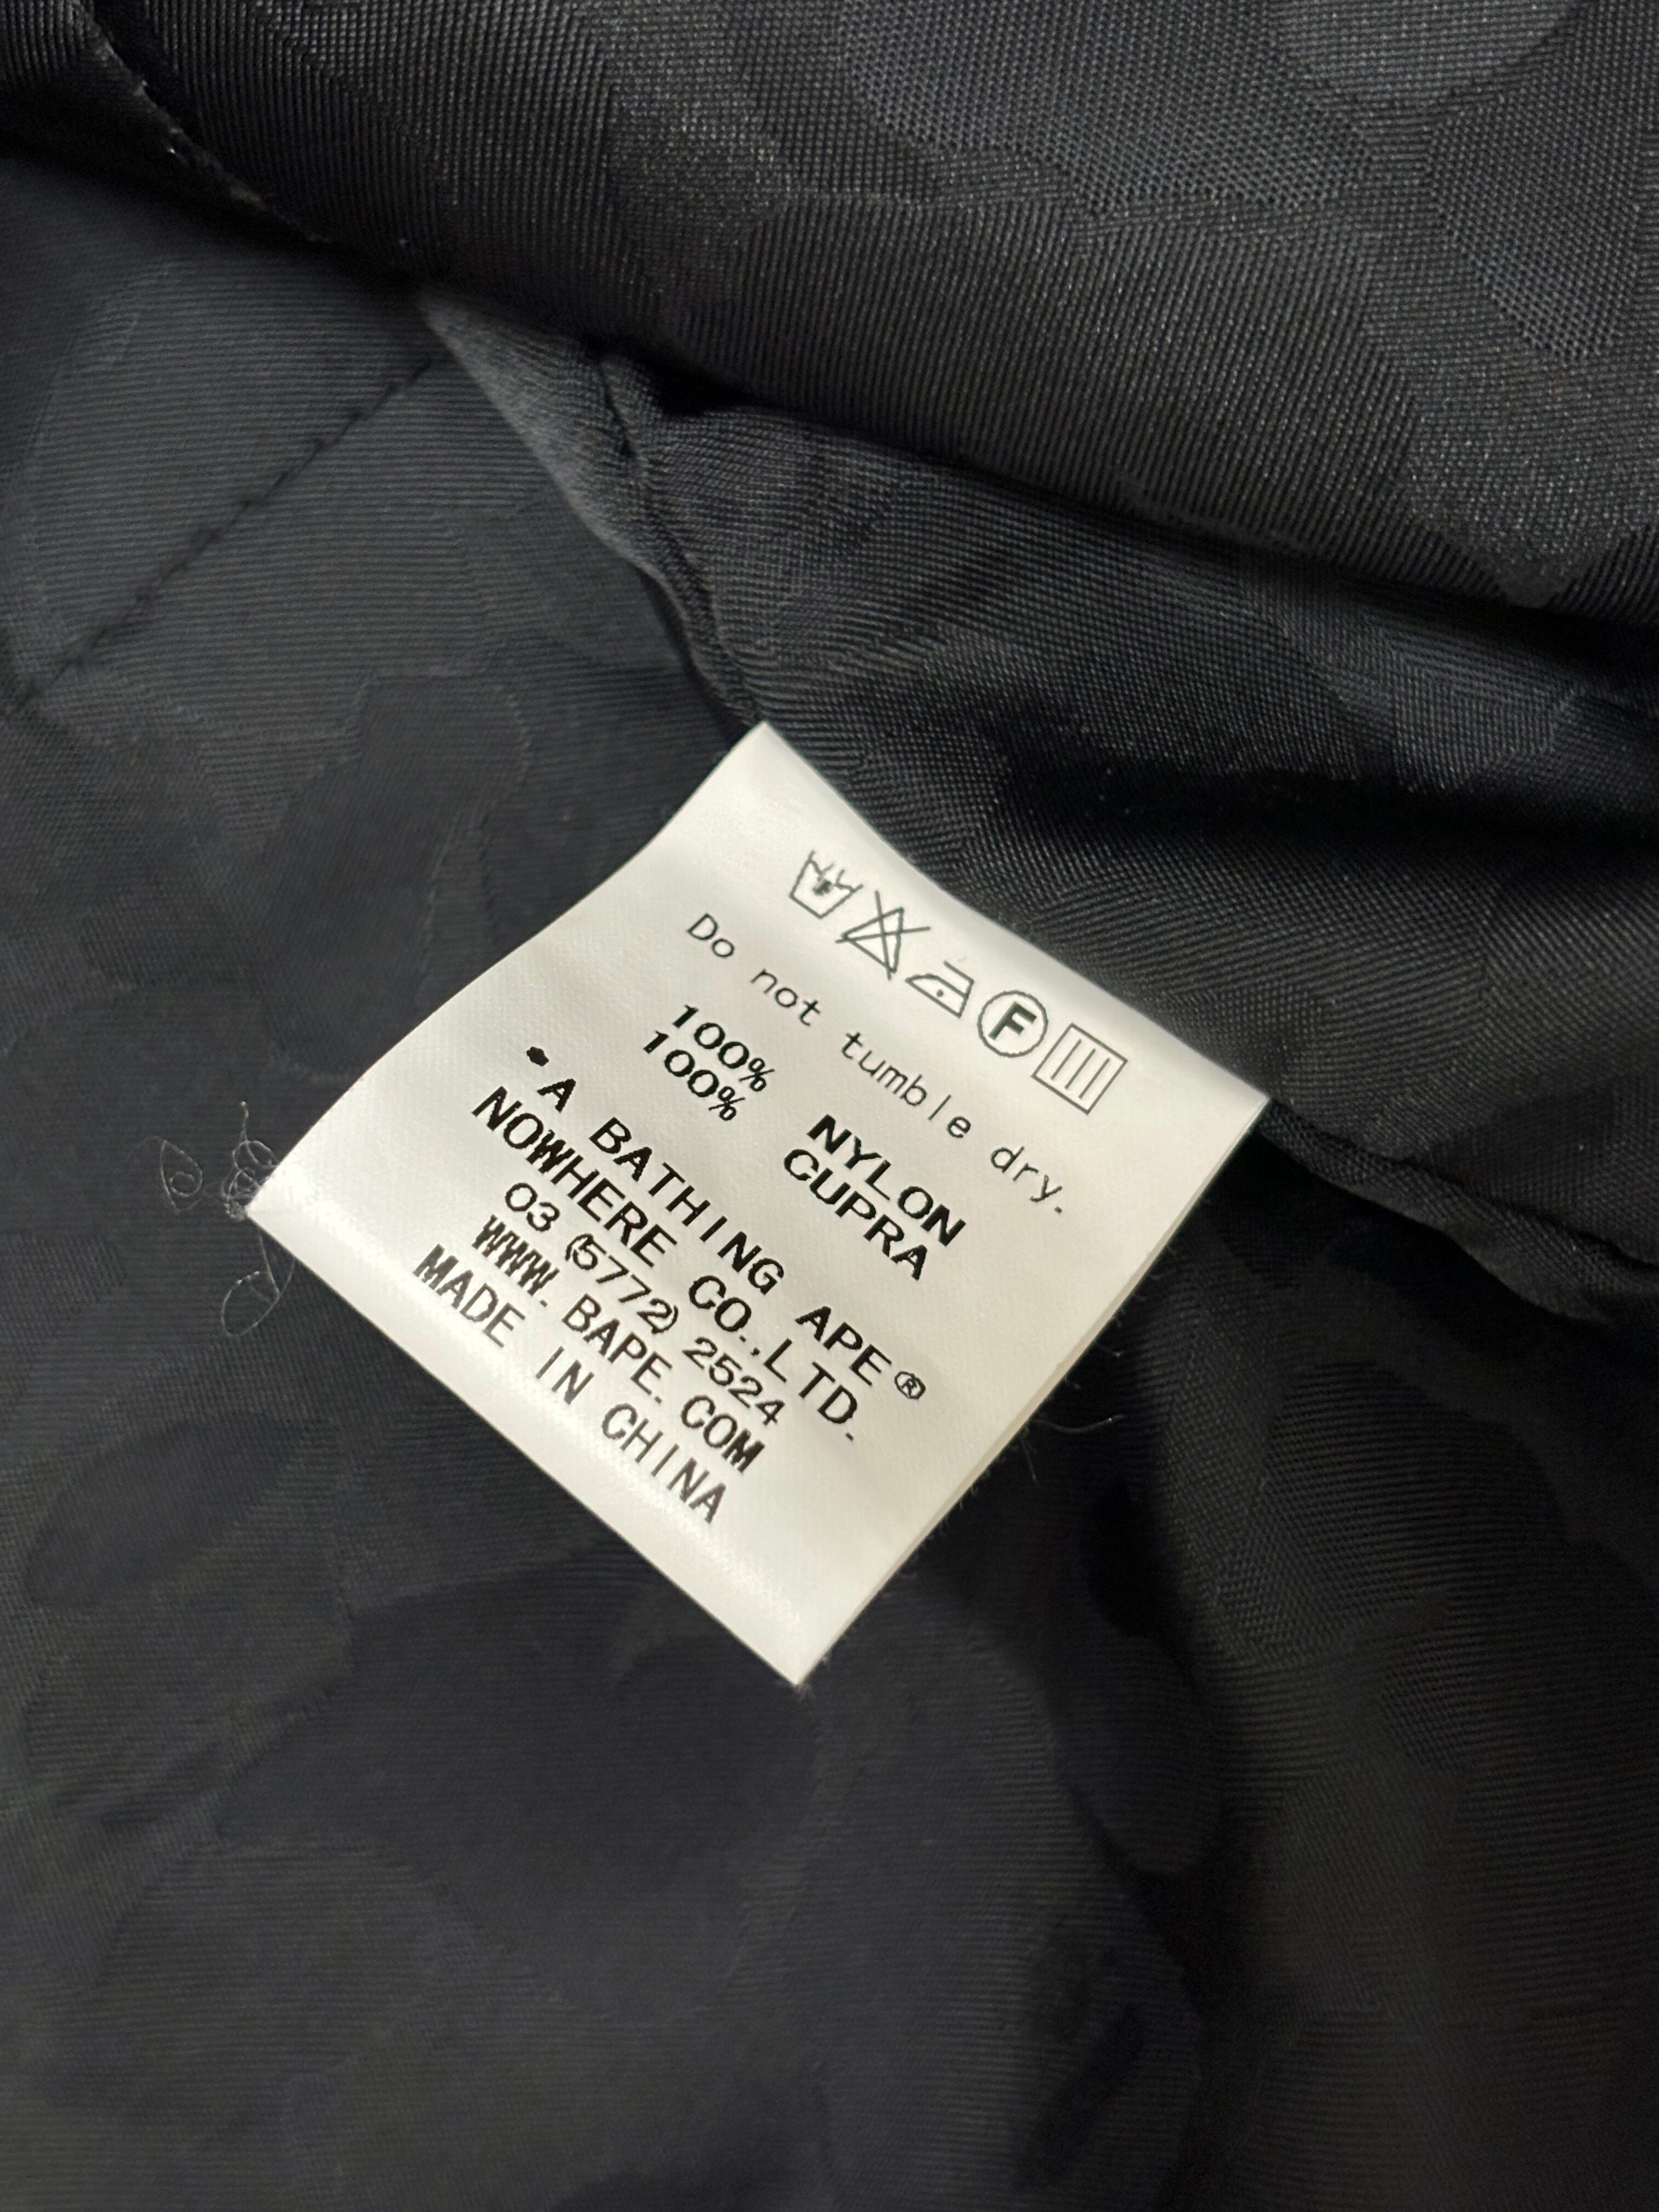 F
Do not tumble dry.
100% NYLON
100% CUPRA
A BATHING APE®
NOWHERE CO.,LTD.
03 (5772) 2524
WWW.BAPE.COM
MADE IN CHINA